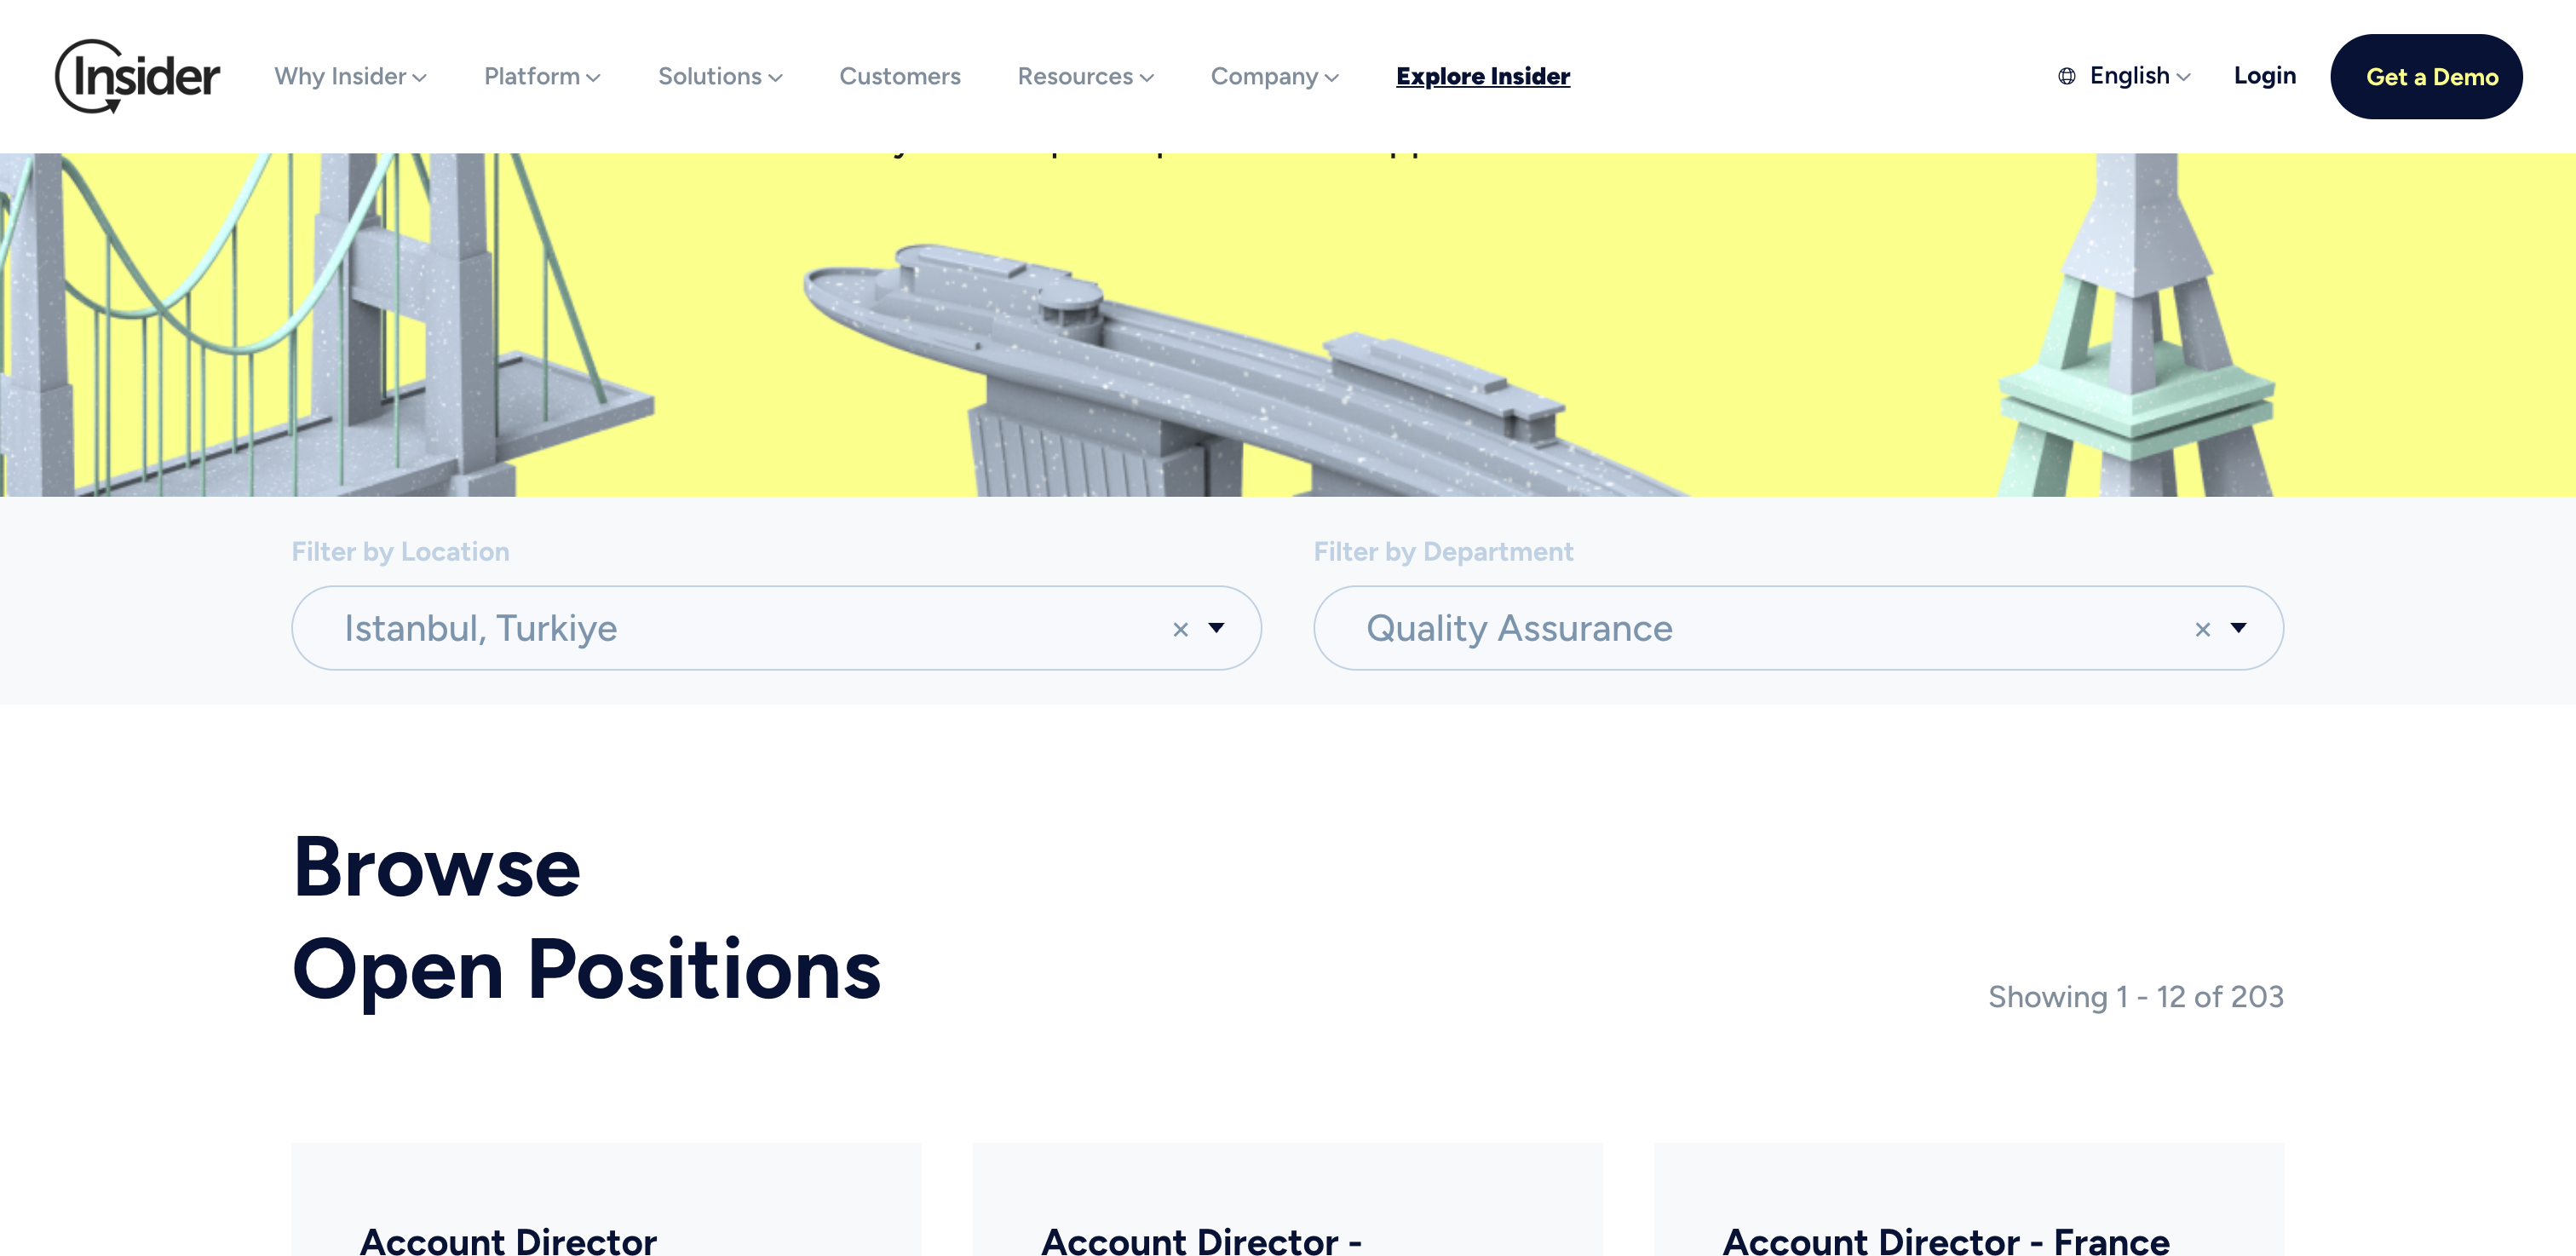 Insider
Why Insider
Platform
Solutions
Customers
Resources
Company
Explore Insider
English
Login
Get a Demo
Filter by Location
Filter by Department
Istanbul, Turkiye
×
Quality Assurance
×
Browse
Open Positions
Showing 1 - 12 of 203
Account Director
Account Director -
Account Director - France